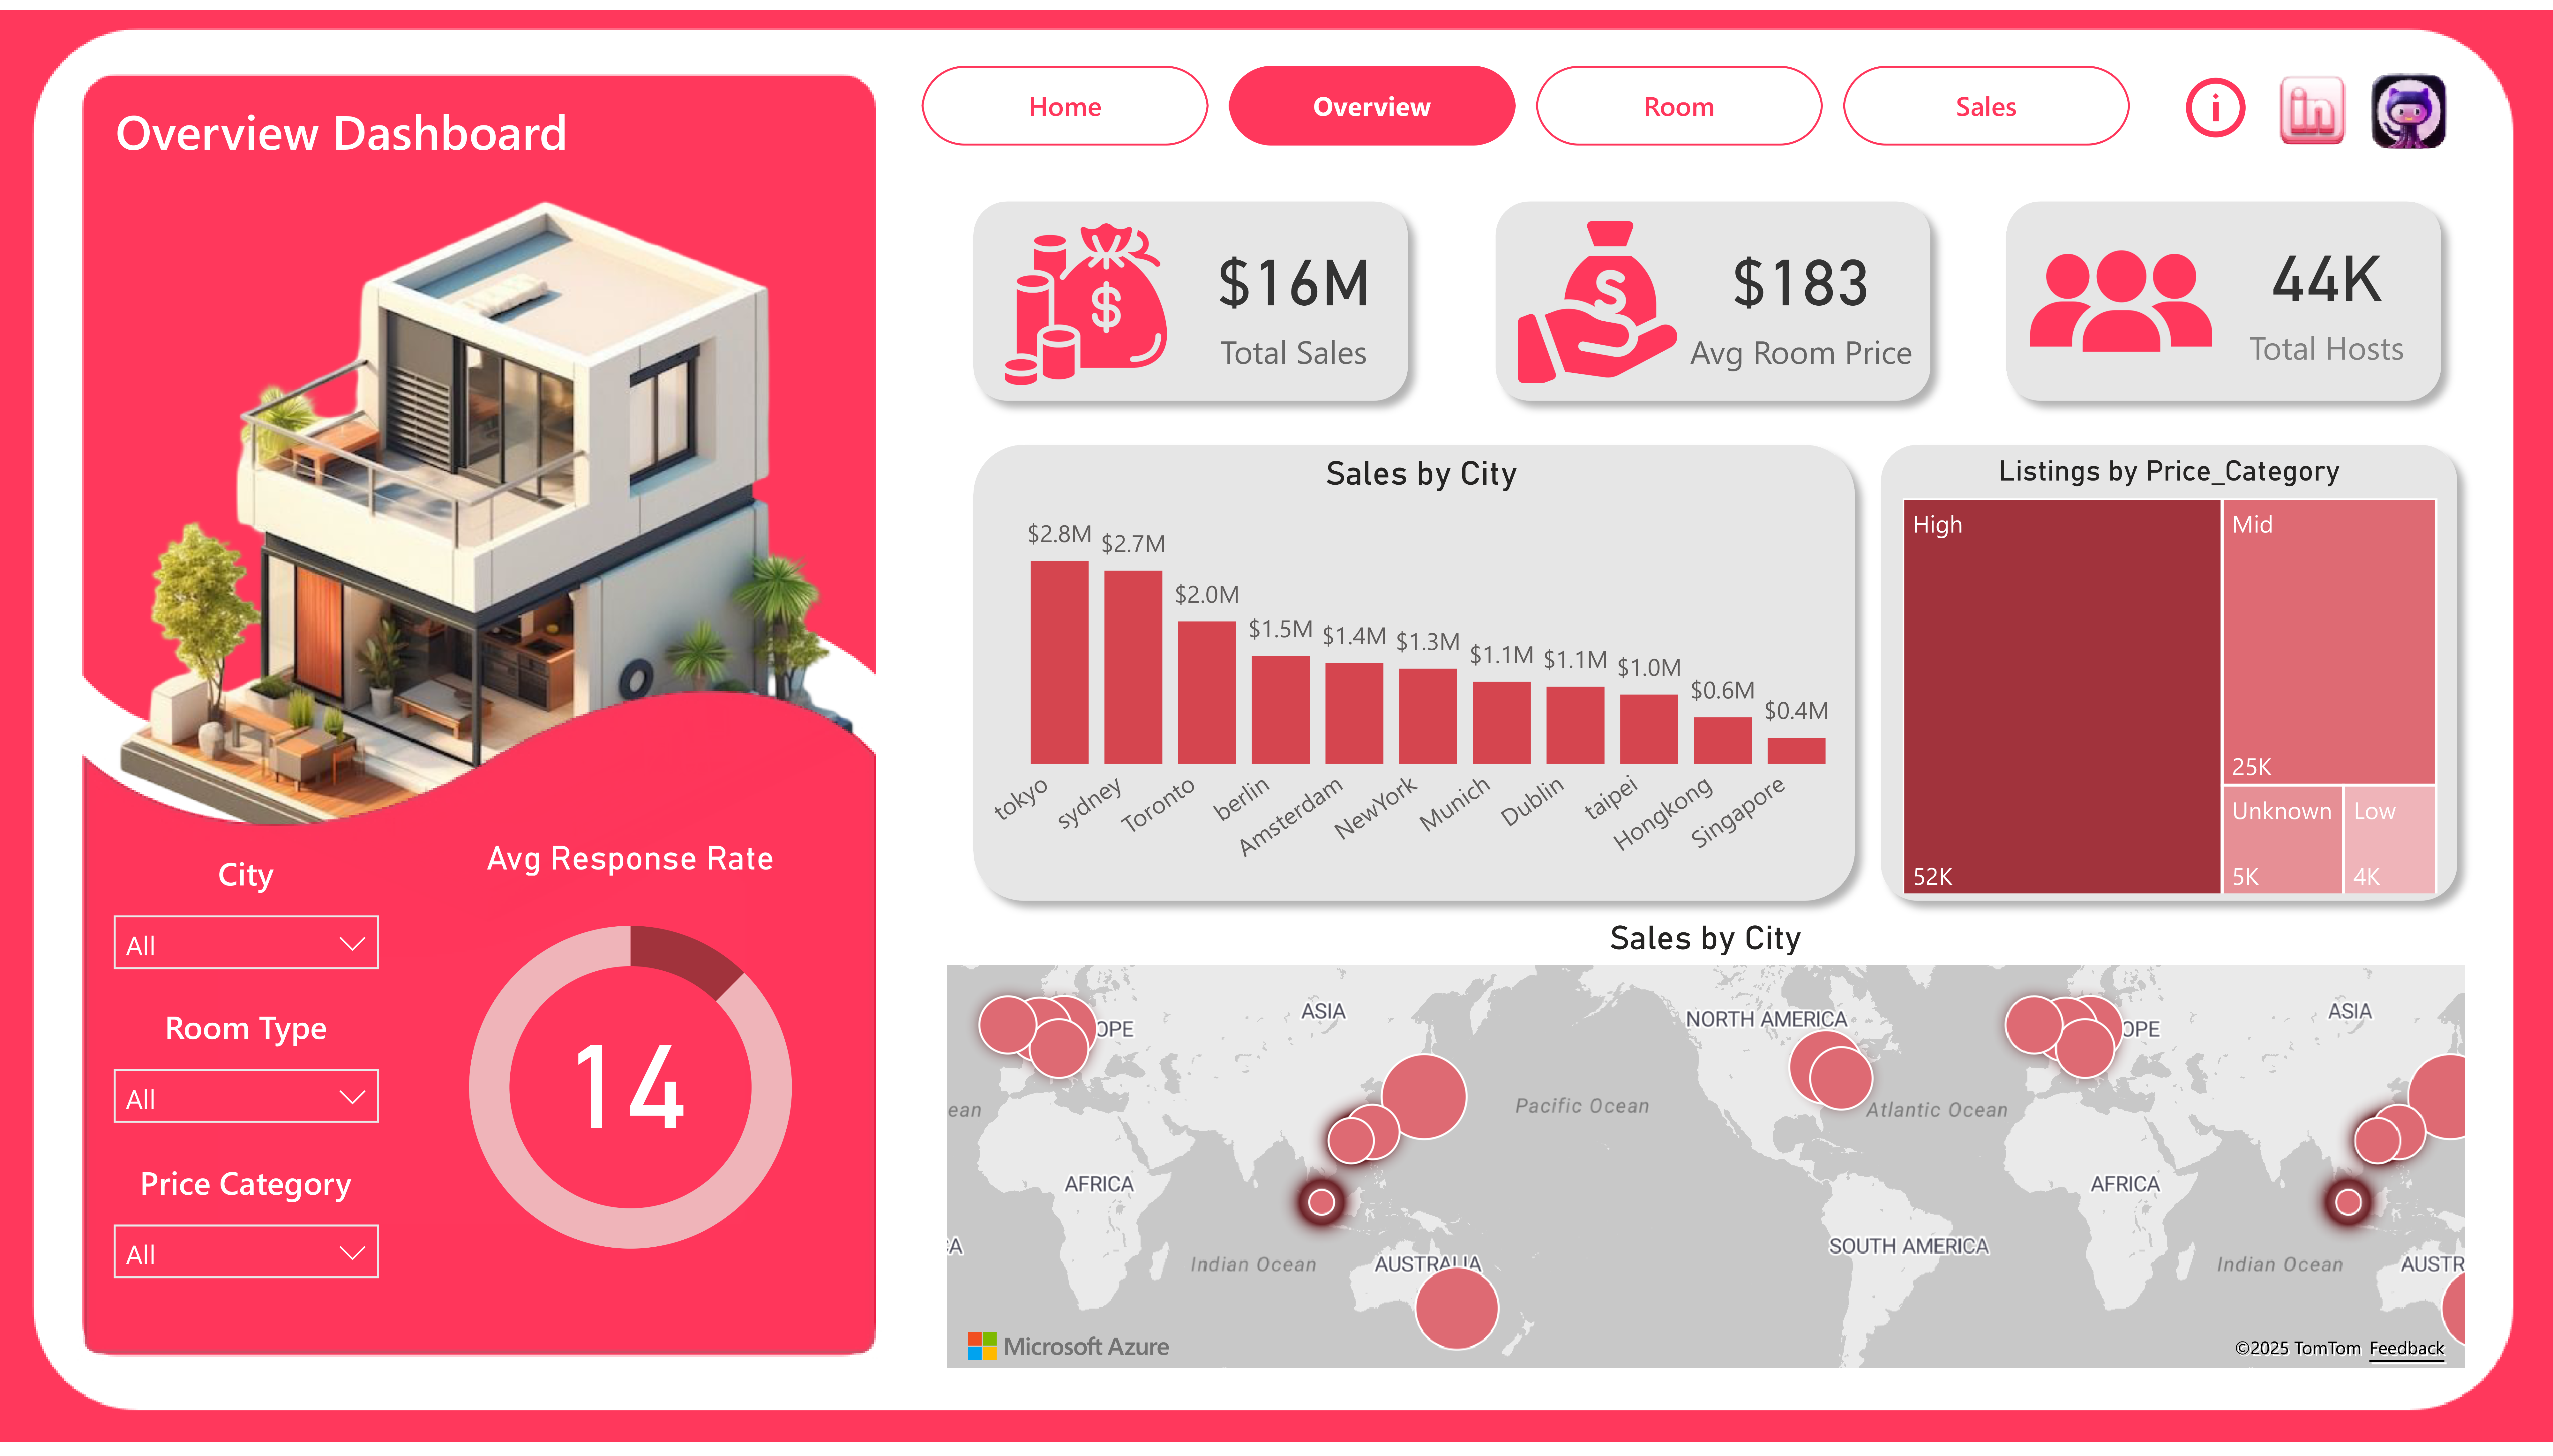 Overview Dashboard
Home
Overview
Room
Sales
i
in
$16M
Total Sales
$183
Avg Room Price
44K
Total Hosts
Sales by City
$2.8M
$2.7M
$2.0M
$1.5M
$1.4M
$1.3M
$1.1M
$1.1M
$1.0M
$0.6M
$0.4M
tokyo
sydney
Toronto
berlin
Amsterdam
NewYork
Munich
Dublin
taipei
Hongkong
Singapore
Listings by Price_Category
High
52K
Mid
25K
Unknown
5K
Low
4K
City
All
Room Type
All
Price Category
All
Avg Response Rate
14
Sales by City
OPE
ASIA
NORTH AMERICA
OPE
ASIA
ean
Pacific Ocean
Atlantic Ocean
AFRICA
AFRICA
CA
Indian Ocean
AUSTRALIA
SOUTH AMERICA
Indian Ocean
AUSTR
Microsoft Azure
©2025 TomTom Feedback